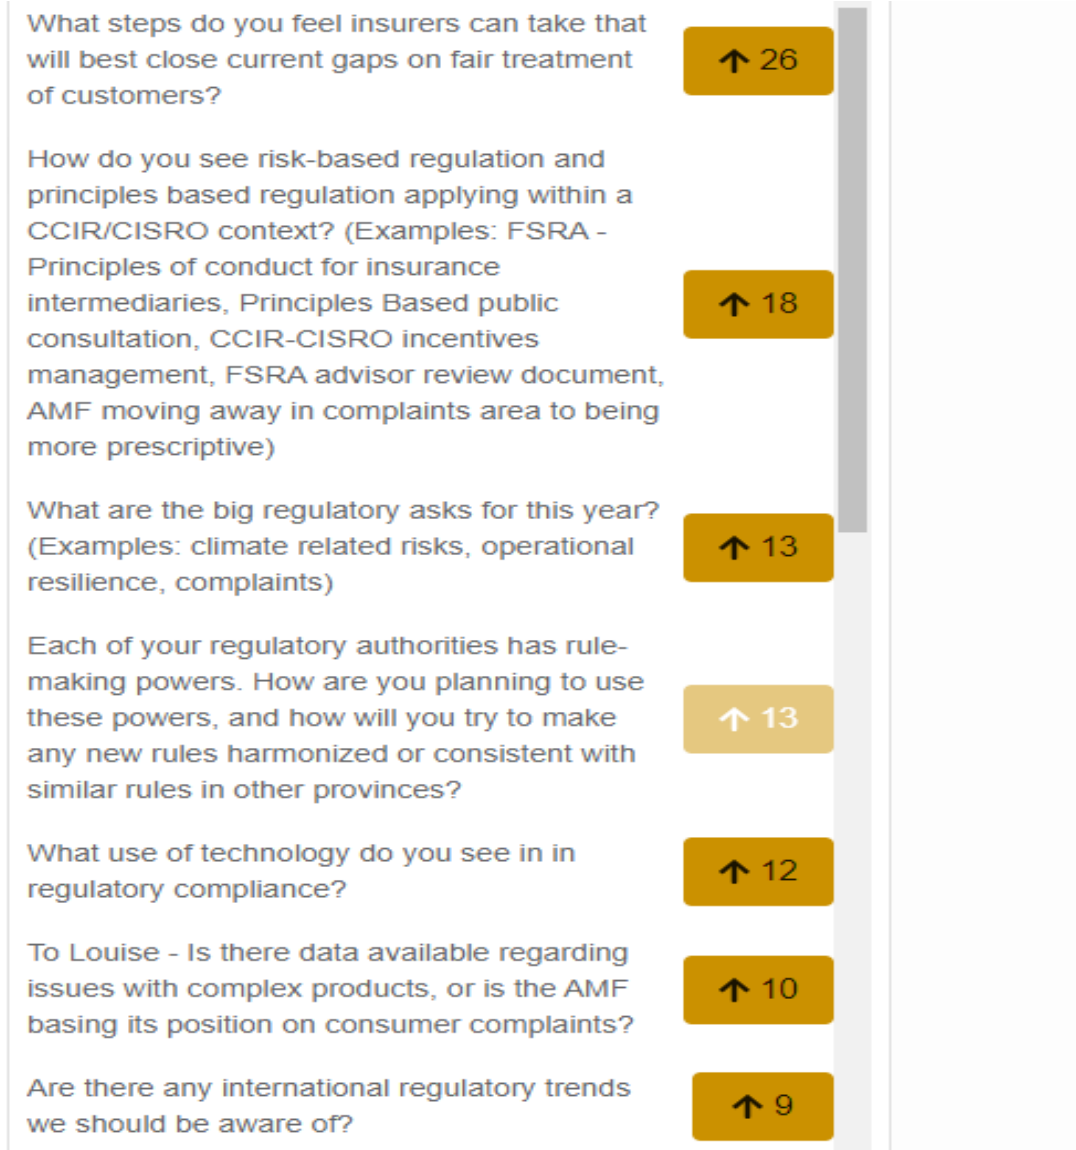 What steps do you feel insurers can take that
will best close current gaps on fair treatment
of customers?
↑ 26
How do you see risk-based regulation and
principles based regulation applying within a
CCIR/CISRO context? (Examples: FSRA -
Principles of conduct for insurance
intermediaries, Principles Based public
consultation, CCIR-CISRO incentives
management, FSRA advisor review document,
AMF moving away in complaints area to being
more prescriptive)
↑ 18
What are the big regulatory asks for this year?
(Examples: climate related risks, operational
resilience, complaints)
↑ 13
Each of your regulatory authorities has rule-
making powers. How are you planning to use
these powers, and how will you try to make
any new rules harmonized or consistent with
similar rules in other provinces?
↑ 13
What use of technology do you see in in
regulatory compliance?
↑ 12
To Louise - Is there data available regarding
issues with complex products, or is the AMF
basing its position on consumer complaints?
↑ 10
Are there any international regulatory trends
we should be aware of?
↑ 9